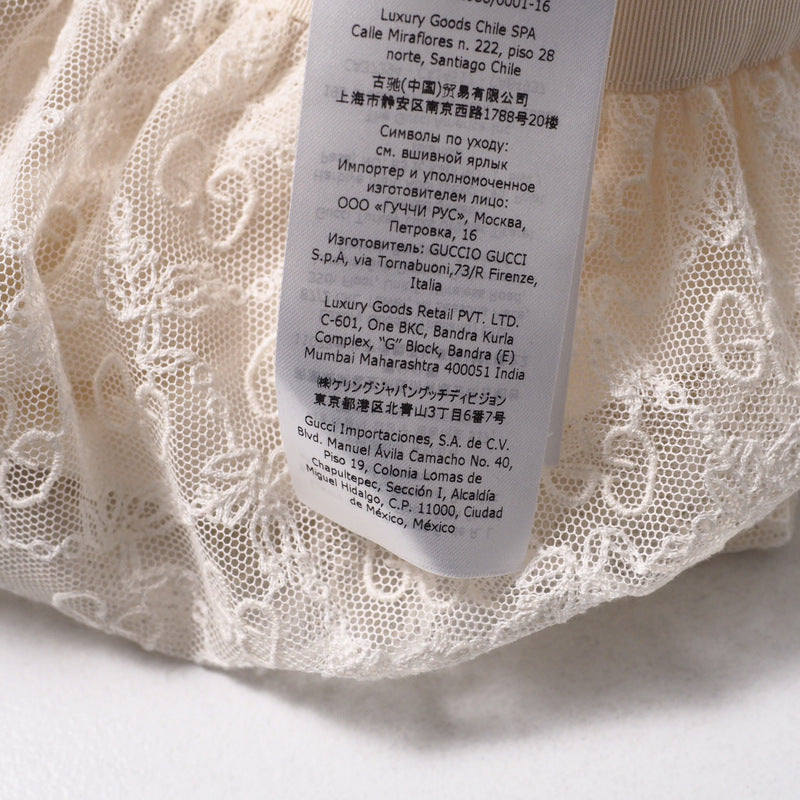 /0001-16
Luxury Goods Chile SPA
Calle Miraflores n. 222, piso 28
norte, Santiago Chile
古驰(中国)贸易有限公司
上海市静安区南京西路1788号20楼
Символы по уходу:
см. вшивной ярлык
Импортер и уполномоченное
изготовителем лицо:
ООО «ГУЧЧИ РУС», Москва,
Петровка, 16
Изготовитель: GUCCIO GUCCI
S.p.A, via Tornabuoni,73/R Firenze,
Italia
Luxury Goods Retail PVT. LTD.
C-601, One BKC, Bandra Kurla
Complex, “G” Block, Bandra (E)
Mumbai Maharashtra 400051 India
㈱ケリングジャパングッチディビジョン
東京都港区北青山3丁目6番7号
Gucci Importaciones, S.A. de C.V.
Blvd. Manuel Ávila Camacho No. 40,
Piso 19, Colonia Lomas de
Chapultepec, Sección I, Alcaldía
Miguel Hidalgo, C.P. 11000, Ciudad
de México, México